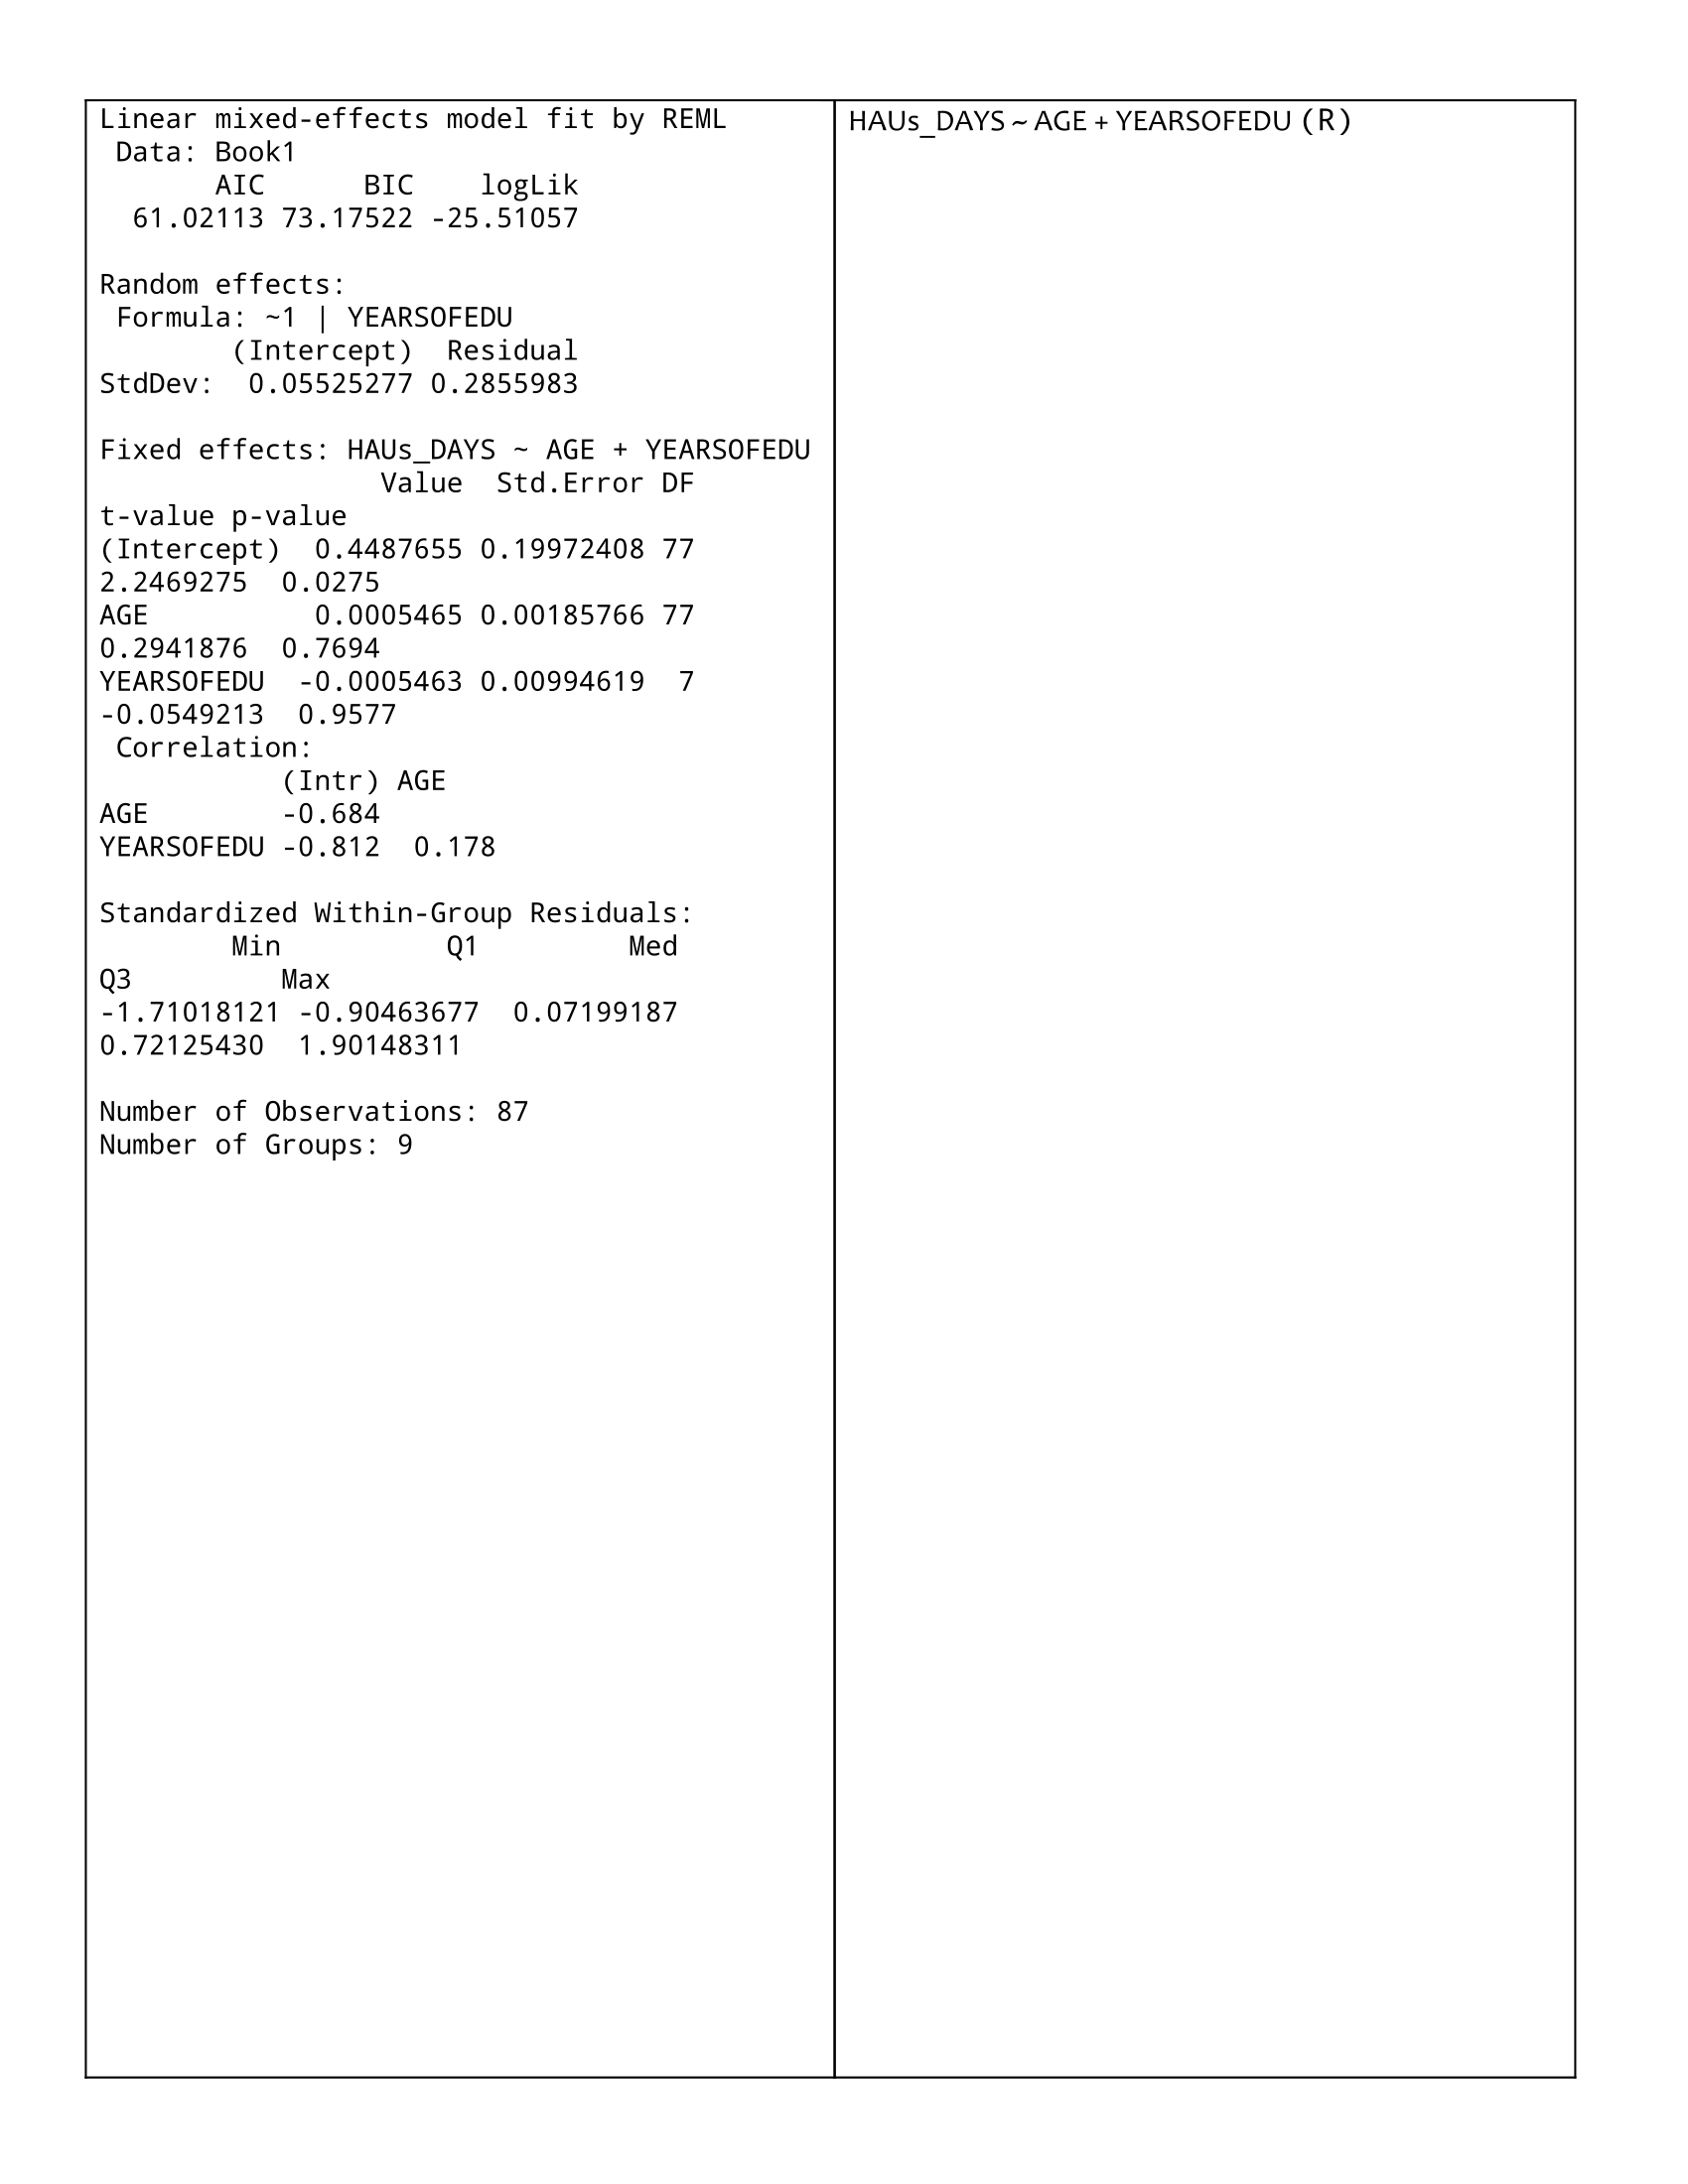 Linear mixed-effects model fit by REML
 Data: Book1
       AIC      BIC    logLik
  61.02113 73.17522 -25.51057

Random effects:
 Formula: ~1 | YEARSOFEDU
        (Intercept)  Residual
StdDev:  0.05525277 0.2855983

Fixed effects: HAUs_DAYS ~ AGE + YEARSOFEDU
                 Value  Std.Error DF
t-value p-value
(Intercept)  0.4487655 0.19972408 77
2.2469275  0.0275
AGE          0.0005465 0.00185766 77
0.2941876  0.7694
YEARSOFEDU  -0.0005463 0.00994619  7
-0.0549213  0.9577
 Correlation:
           (Intr) AGE
AGE        -0.684
YEARSOFEDU -0.812  0.178

Standardized Within-Group Residuals:
        Min          Q1         Med
Q3         Max
-1.71018121 -0.90463677  0.07199187
0.72125430  1.90148311

Number of Observations: 87
Number of Groups: 9
HAUs_DAYS ~ AGE + YEARSOFEDU (R)